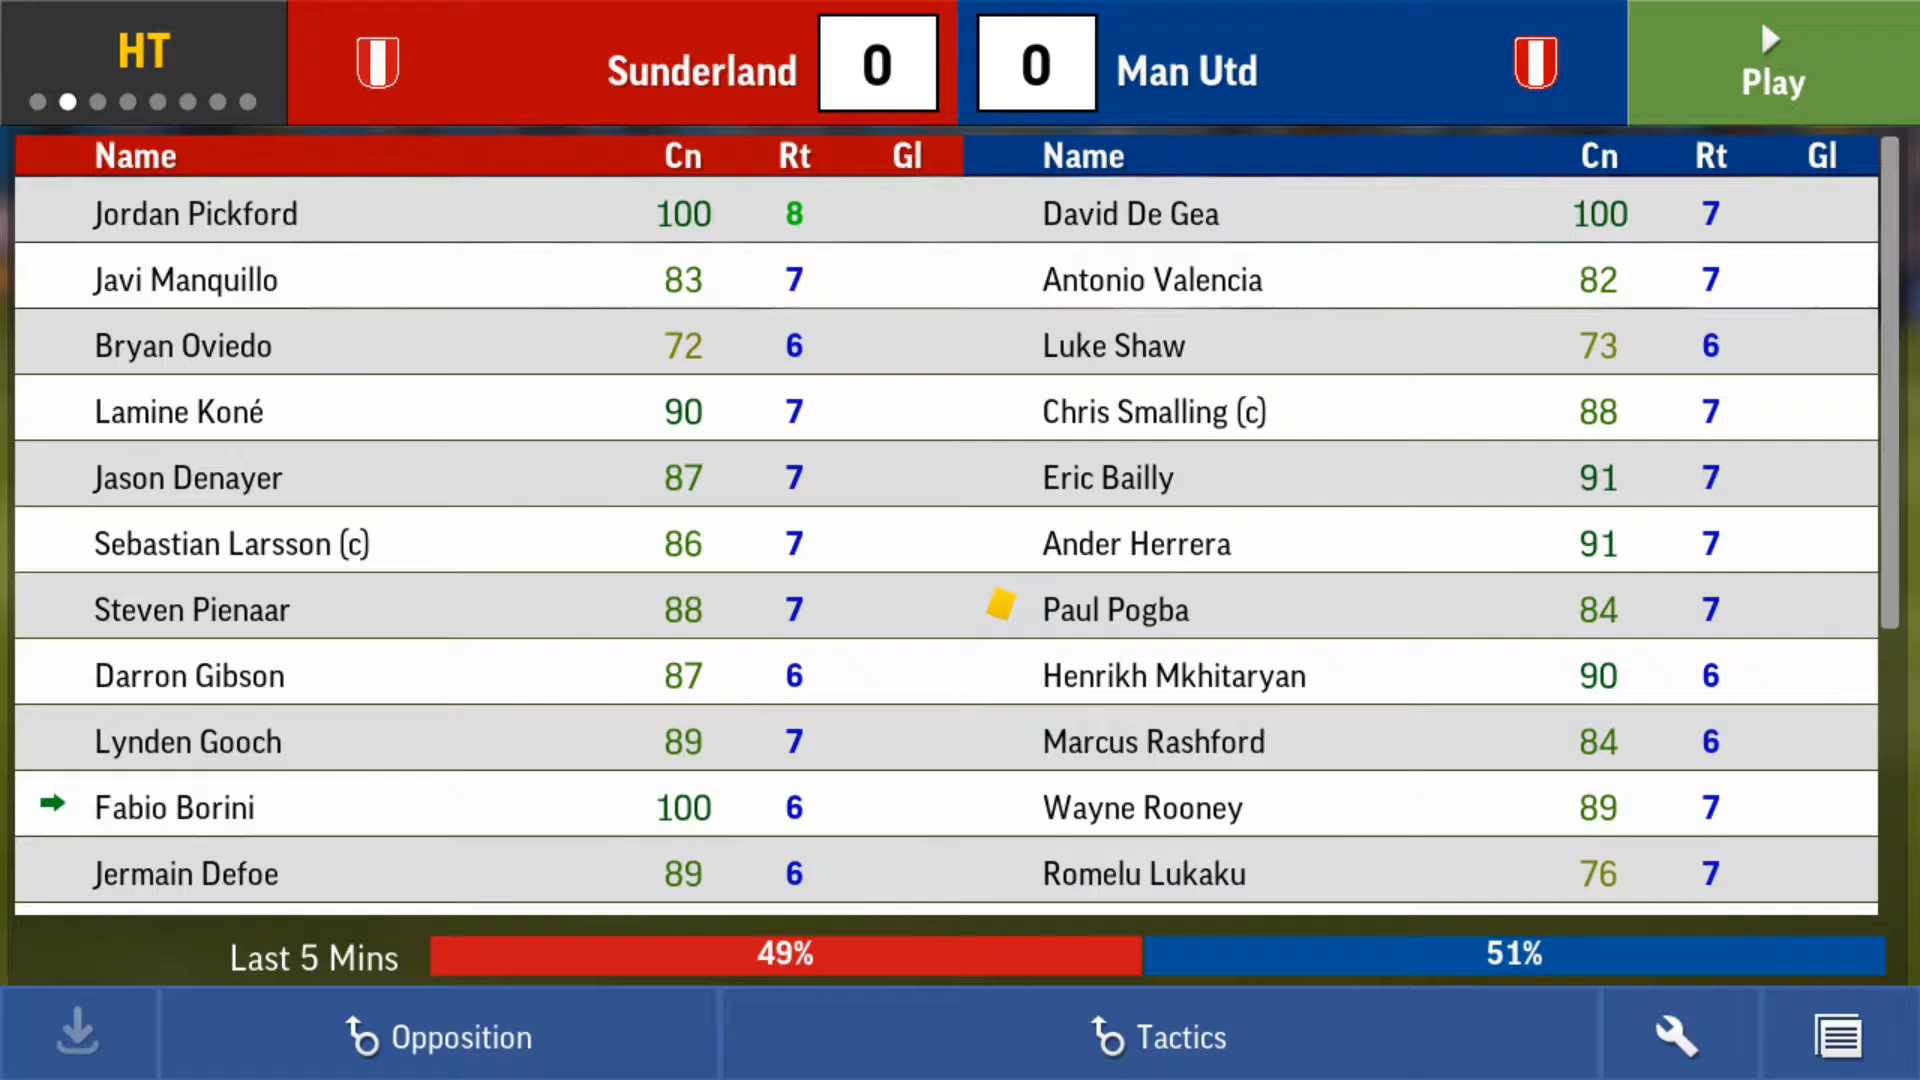 HT Sunderland 0 0 Man Utd Play
Name Cn Rt Gl Name Cn Rt Gl
Jordan Pickford 100 8 David De Gea 100 7
Javi Manquillo 83 7 Antonio Valencia 82 7
Bryan Oviedo 72 6 Luke Shaw 73 6
Lamine Koné 90 7 Chris Smalling (c) 88 7
Jason Denayer 87 7 Eric Bailly 91 7
Sebastian Larsson (c) 86 7 Ander Herrera 91 7
Steven Pienaar 88 7 Paul Pogba 84 7
Darron Gibson 87 6 Henrikh Mkhitaryan 90 6
Lynden Gooch 89 7 Marcus Rashford 84 6
Fabio Borini 100 6 Wayne Rooney 89 7
Jermain Defoe 89 6 Romelu Lukaku 76 7
Last 5 Mins 49% 51%
Opposition Tactics